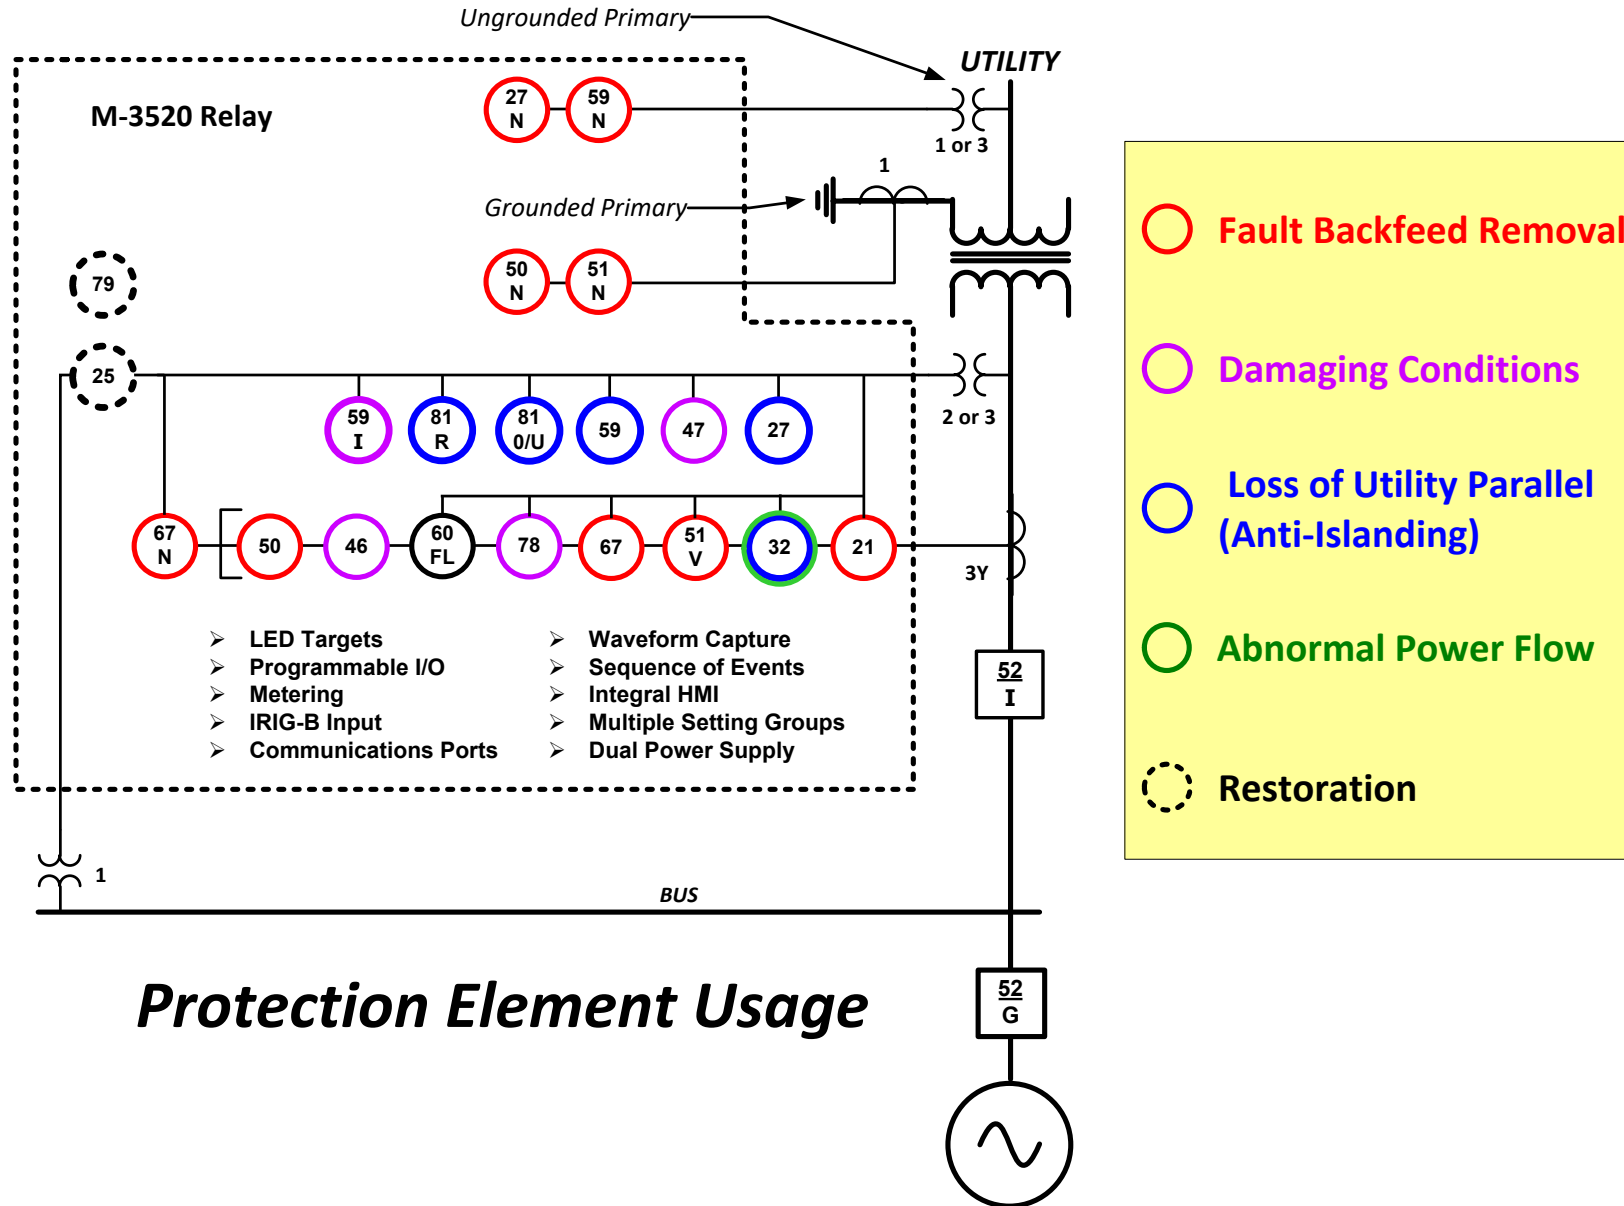 Ungrounded Primary
UTILITY
M-3520 Relay
27
N
59
N
1 or 3
1
Grounded Primary
50
N
51
N
79
25
2 or 3
59
I
81
R
81
0/U
59
47
27
67
N
50
46
60
FL
78
67
51
V
32
21
3Y
➢ LED Targets
➢ Programmable I/O
➢ Metering
➢ IRIG-B Input
➢ Communications Ports
➢ Waveform Capture
➢ Sequence of Events
➢ Integral HMI
➢ Multiple Setting Groups
➢ Dual Power Supply
52
I
1
BUS
52
G
Protection Element Usage
Fault Backfeed Removal
Damaging Conditions
Loss of Utility Parallel
(Anti-Islanding)
Abnormal Power Flow
Restoration